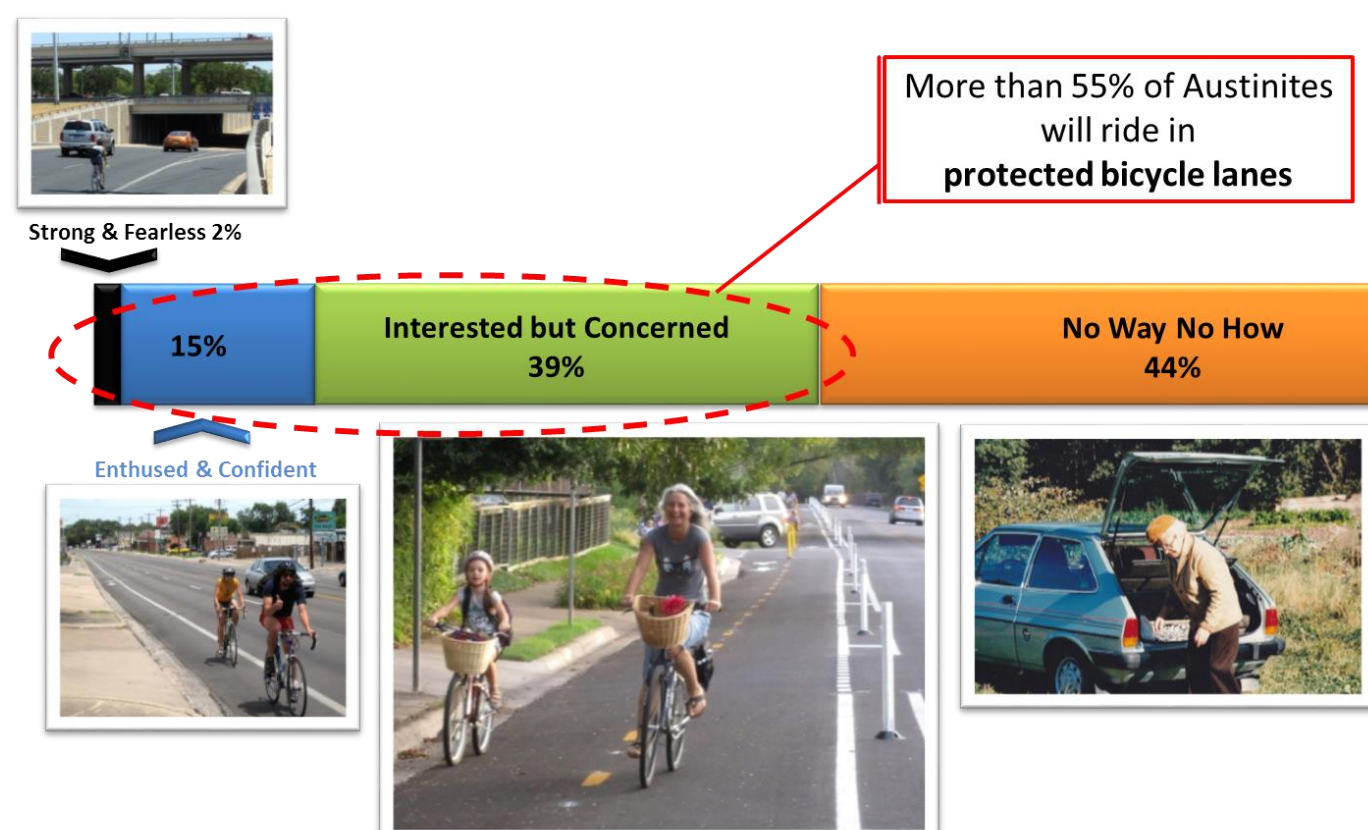 More than 55% of Austinites
will ride in
protected bicycle lanes
Strong & Fearless 2%
15%
Interested but Concerned
39%
No Way No How
44%
Enthused & Confident